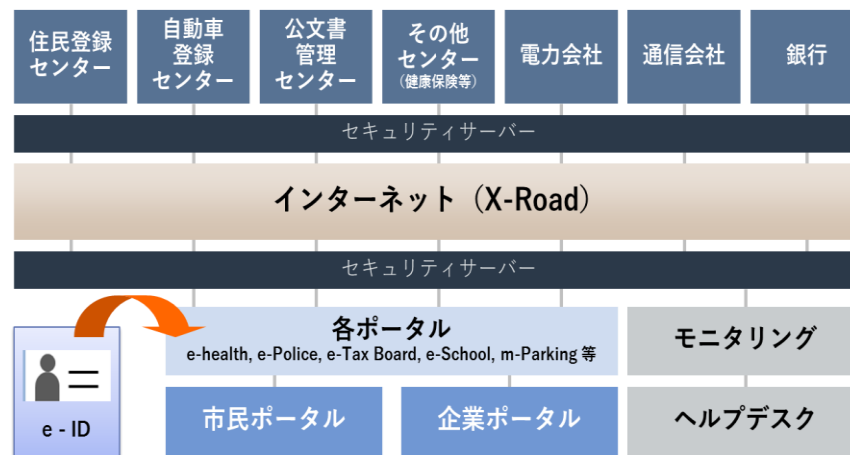 住民登録
センター
自動車
登録
センター
公文書
管理
センター
その他
センター
(健康保険等)
電力会社
通信会社
銀行
セキュリティサーバー
インターネット（X-Road）
セキュリティサーバー
各ポータル
e-health, e-Police, e-Tax Board, e-School, m-Parking 等
モニタリング
e - ID
市民ポータル
企業ポータル
ヘルプデスク